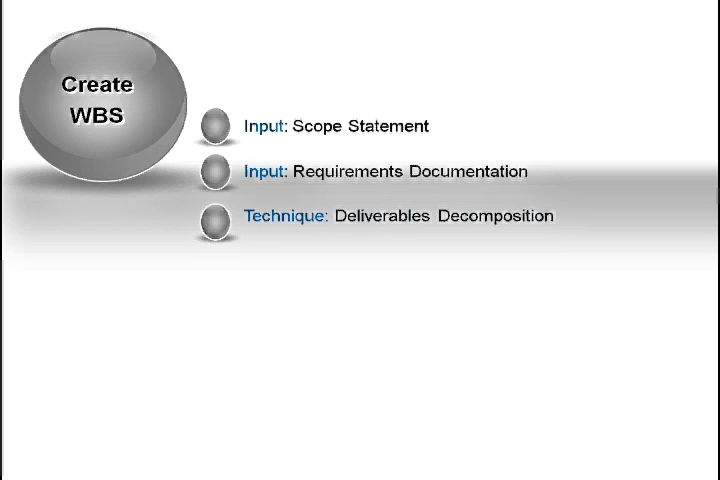 Create
WBS
Input: Scope Statement
Input: Requirements Documentation
Technique: Deliverables Decomposition